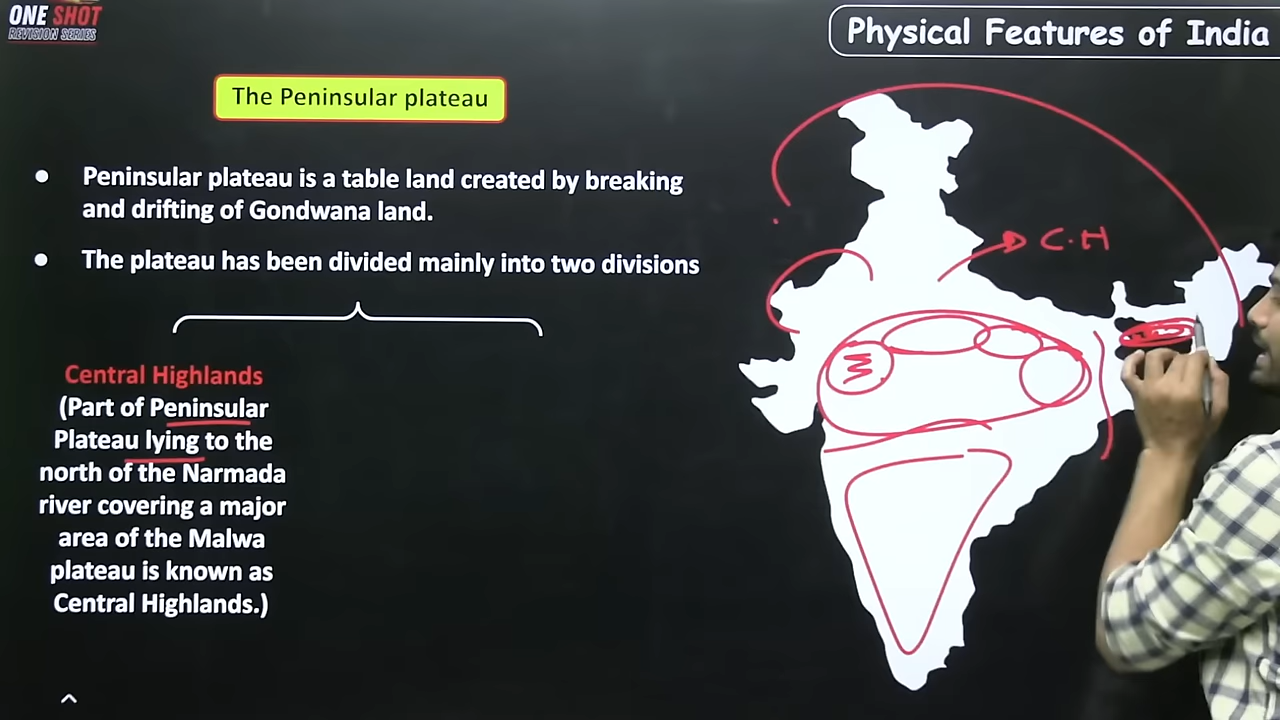 ONE SHOT
REVISION SERIES
Physical Features of India
The Peninsular plateau
● Peninsular plateau is a table land created by breaking
and drifting of Gondwana land.
● The plateau has been divided mainly into two divisions
Central Highlands
(Part of Peninsular
Plateau lying to the
north of the Narmada
river covering a major
area of the Malwa
plateau is known as
Central Highlands.)
C.H
M